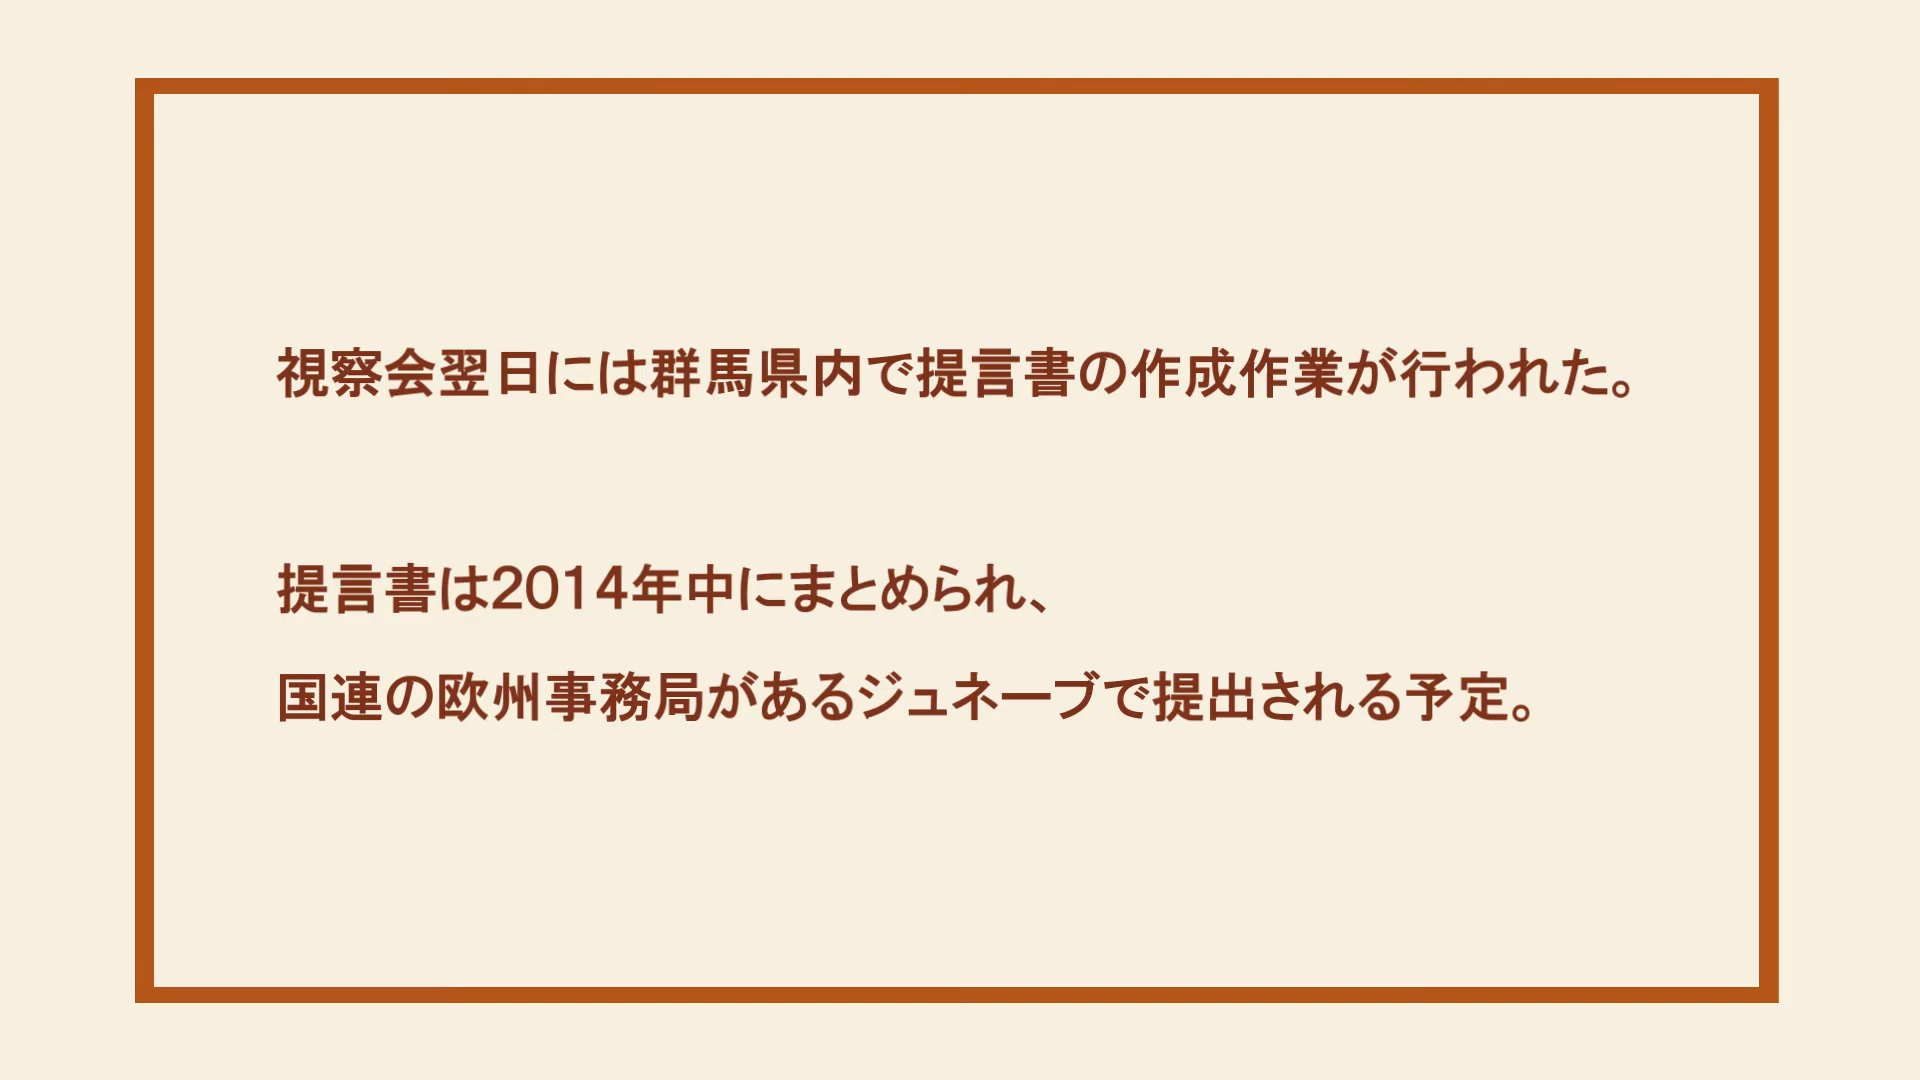 視察会翌日には群馬県内で提言書の作成作業が行われた。
提言書は2014年中にまとめられ、
国連の欧州事務局があるジュネーブで提出される予定。